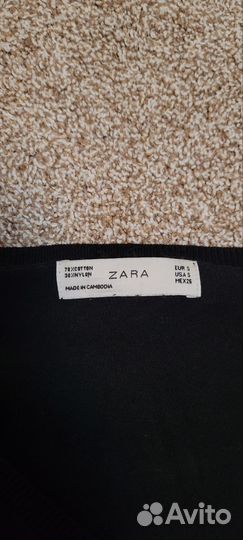 70%COTTON
30%NYLON
MADE IN CAMBODIA
ZARA
EUR S
USA S
MEX 26
Avito